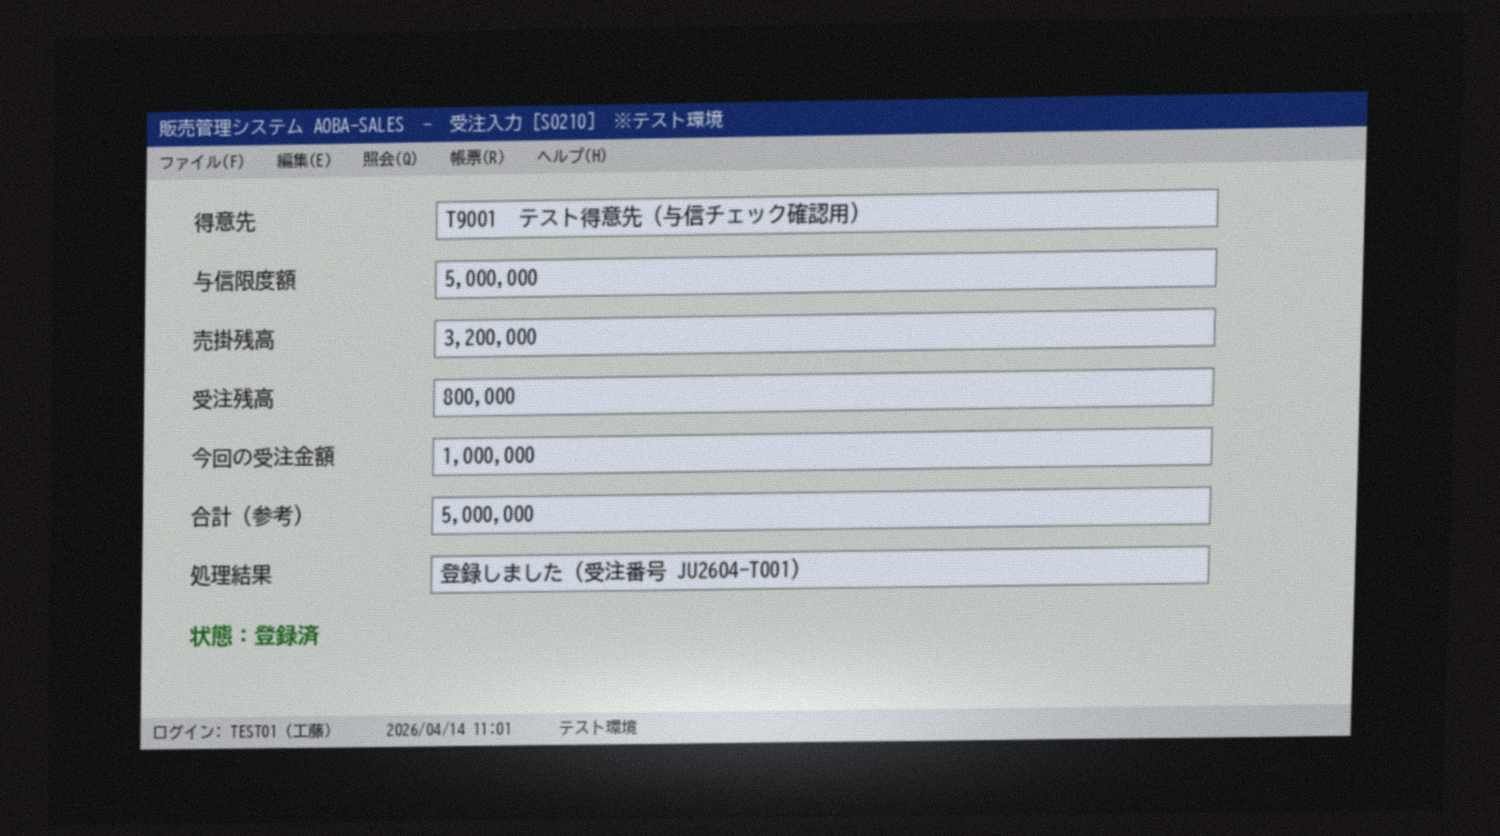 販売管理システム AOBA-SALES － 受注入力 [S0210] ※テスト環境
ファイル(F) 編集(E) 照会(Q) 帳票(R) ヘルプ(H)
得意先 T9001 テスト得意先（与信チェック確認用）
与信限度額 5,000,000
売掛残高 3,200,000
受注残高 800,000
今回の受注金額 1,000,000
合計（参考） 5,000,000
処理結果 登録しました（受注番号 JU2604-T001）
状態：登録済
ログイン: TEST01（工藤） 2026/04/14 11:01 テスト環境